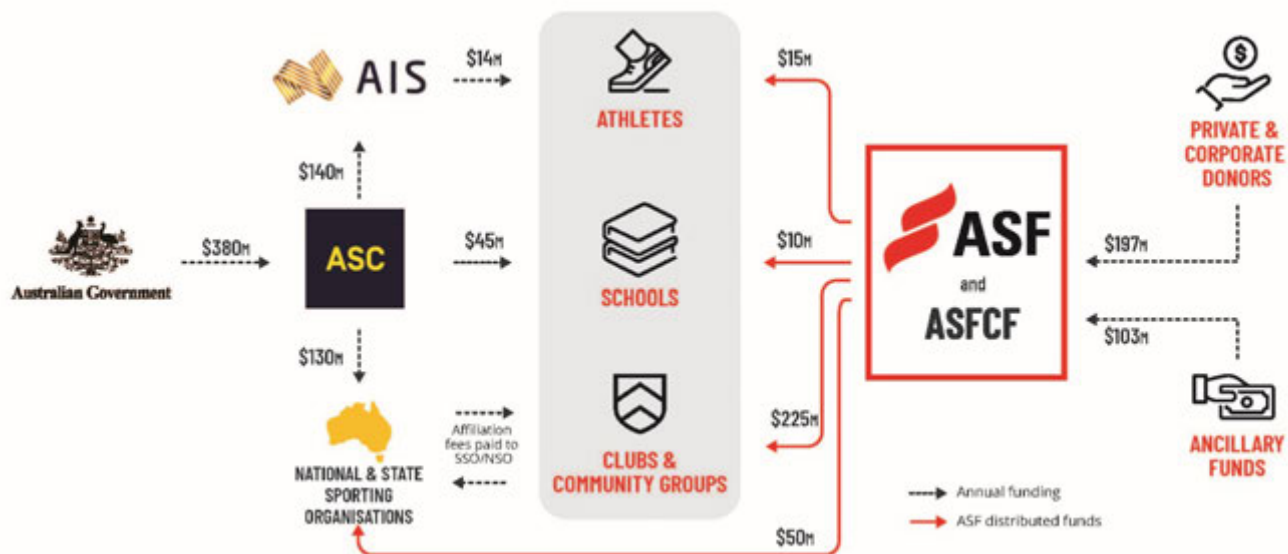 AIS
$14M
ATHLETES
$15M
PRIVATE &
CORPORATE
DONORS
$140M
Australian Government
$380M
ASC
$45M
SCHOOLS
$10M
ASF
and
ASFCF
$197M
$103M
$130M
NATIONAL & STATE
SPORTING
ORGANISATIONS
Affiliation
fees paid to
SSO/NSO
CLUBS &
COMMUNITY GROUPS
$225M
ANCILLARY
FUNDS
Annual funding
ASF distributed funds
$50M